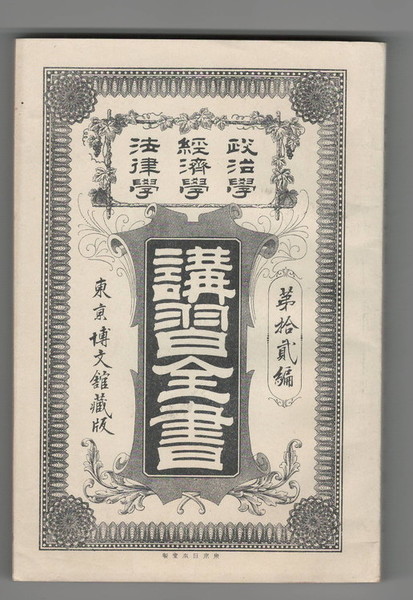 政治學
經濟學
法律學
第拾貳編
講習全書
東京博文館藏版